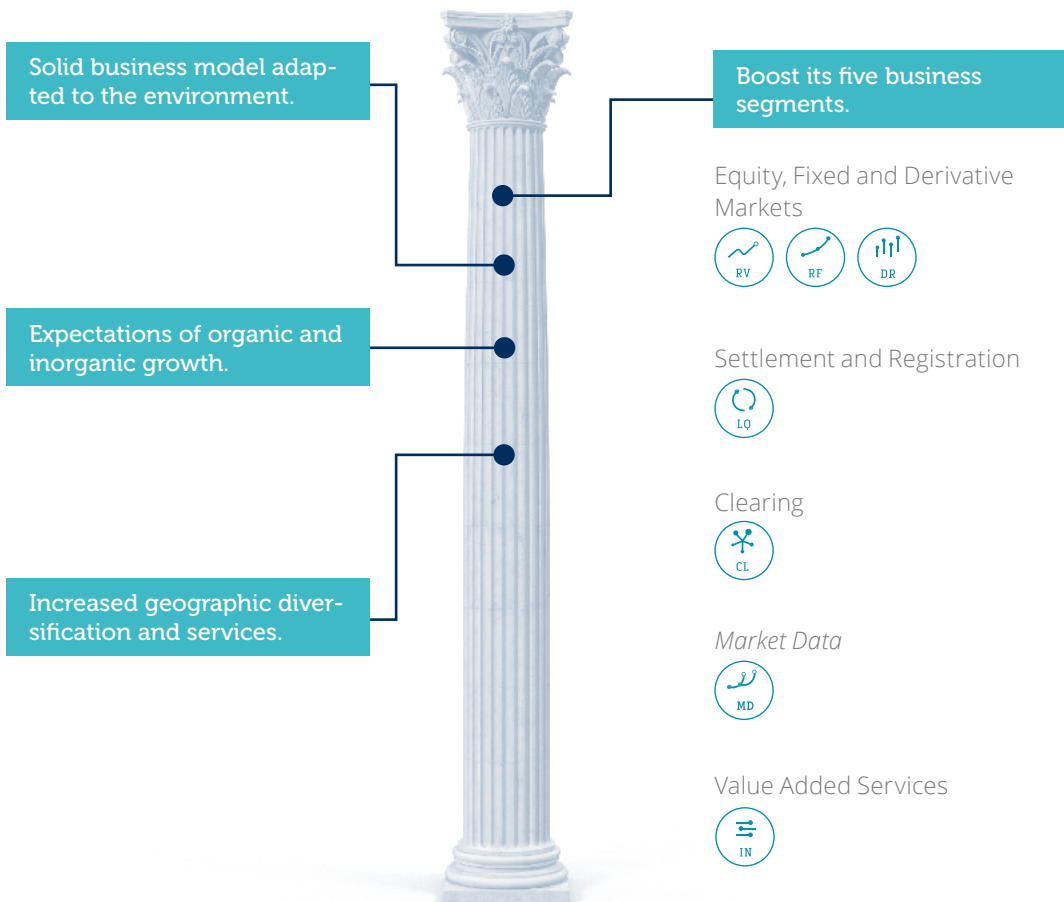 Solid business model adap-
ted to the environment.
Expectations of organic and
inorganic growth.
Increased geographic diver-
sification and services.
Boost its five business
segments.
Equity, Fixed and Derivative
Markets
RV RF DR
Settlement and Registration
LQ
Clearing
CL
Market Data
MD
Value Added Services
IN